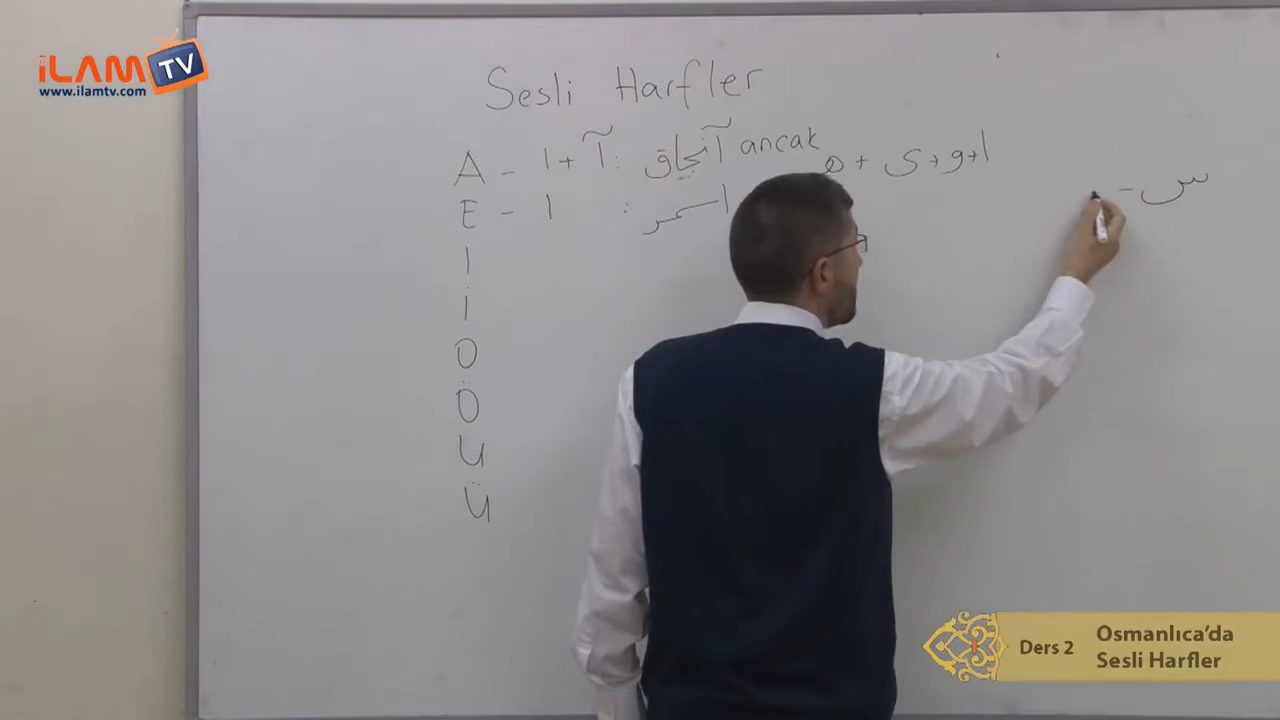 iLAM TV
www.ilamtv.com
Sesli Harfler
A - ا + آ : آنجاق ancak
ه + ی + و + ا
س -
E - ا : اسمر
I
İ
O
Ö
U
Ü
Ders 2
Osmanlıca'da
Sesli Harfler